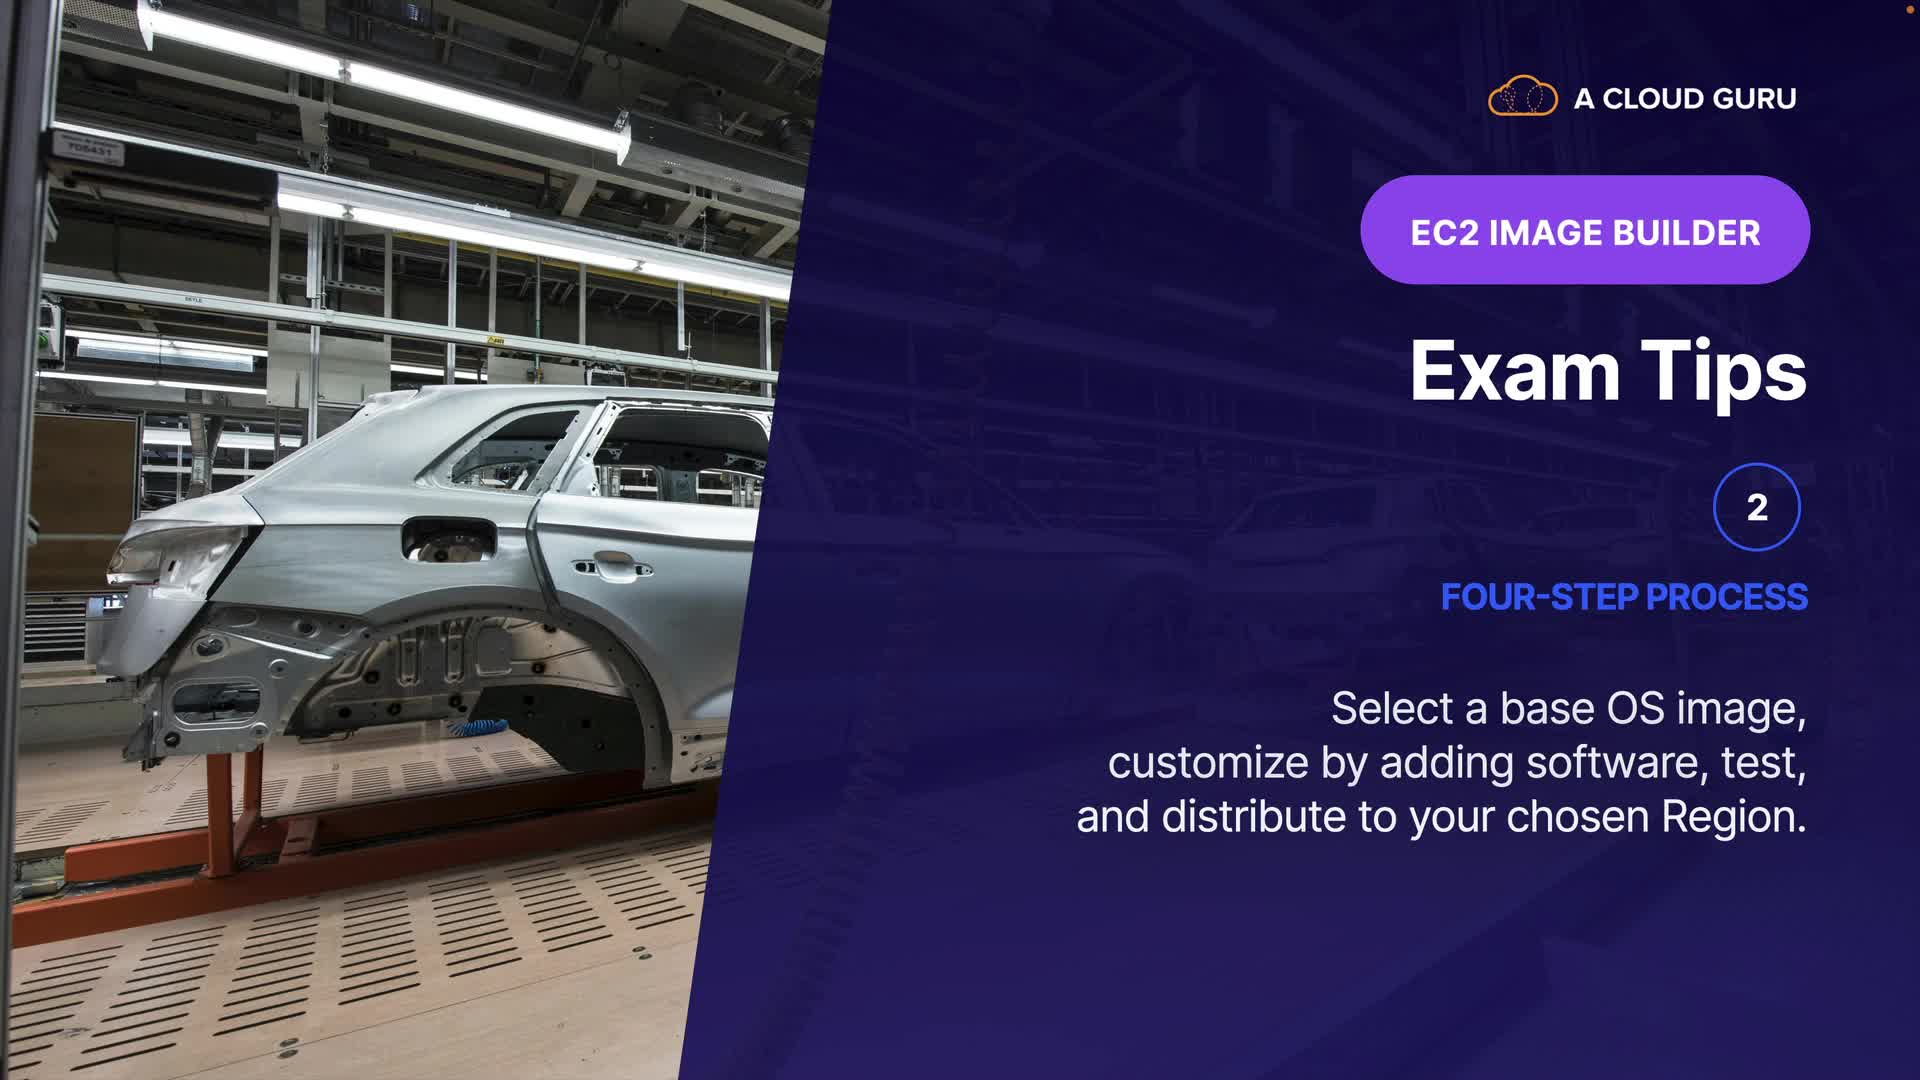 A CLOUD GURU
EC2 IMAGE BUILDER
Exam Tips
2
FOUR-STEP PROCESS
Select a base OS image,
customize by adding software, test,
and distribute to your chosen Region.
705431